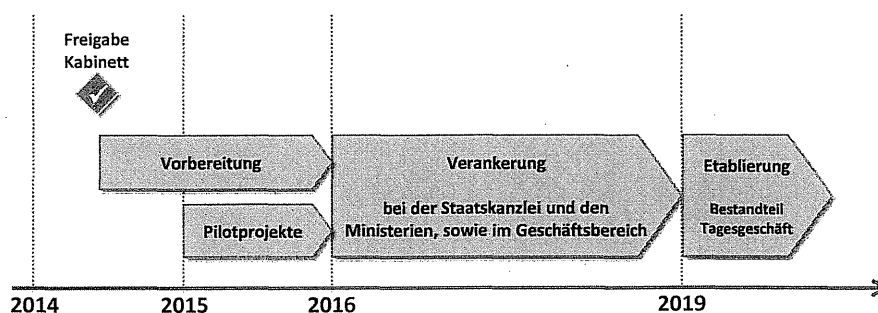 Freigabe
Kabinett
Vorbereitung
Pilotprojekte
Verankerung
bei der Staatskanzlei und den
Ministerien, sowie im Geschäftsbereich
Etablierung
Bestandteil
Tagesgeschäft
2014
2015
2016
2019